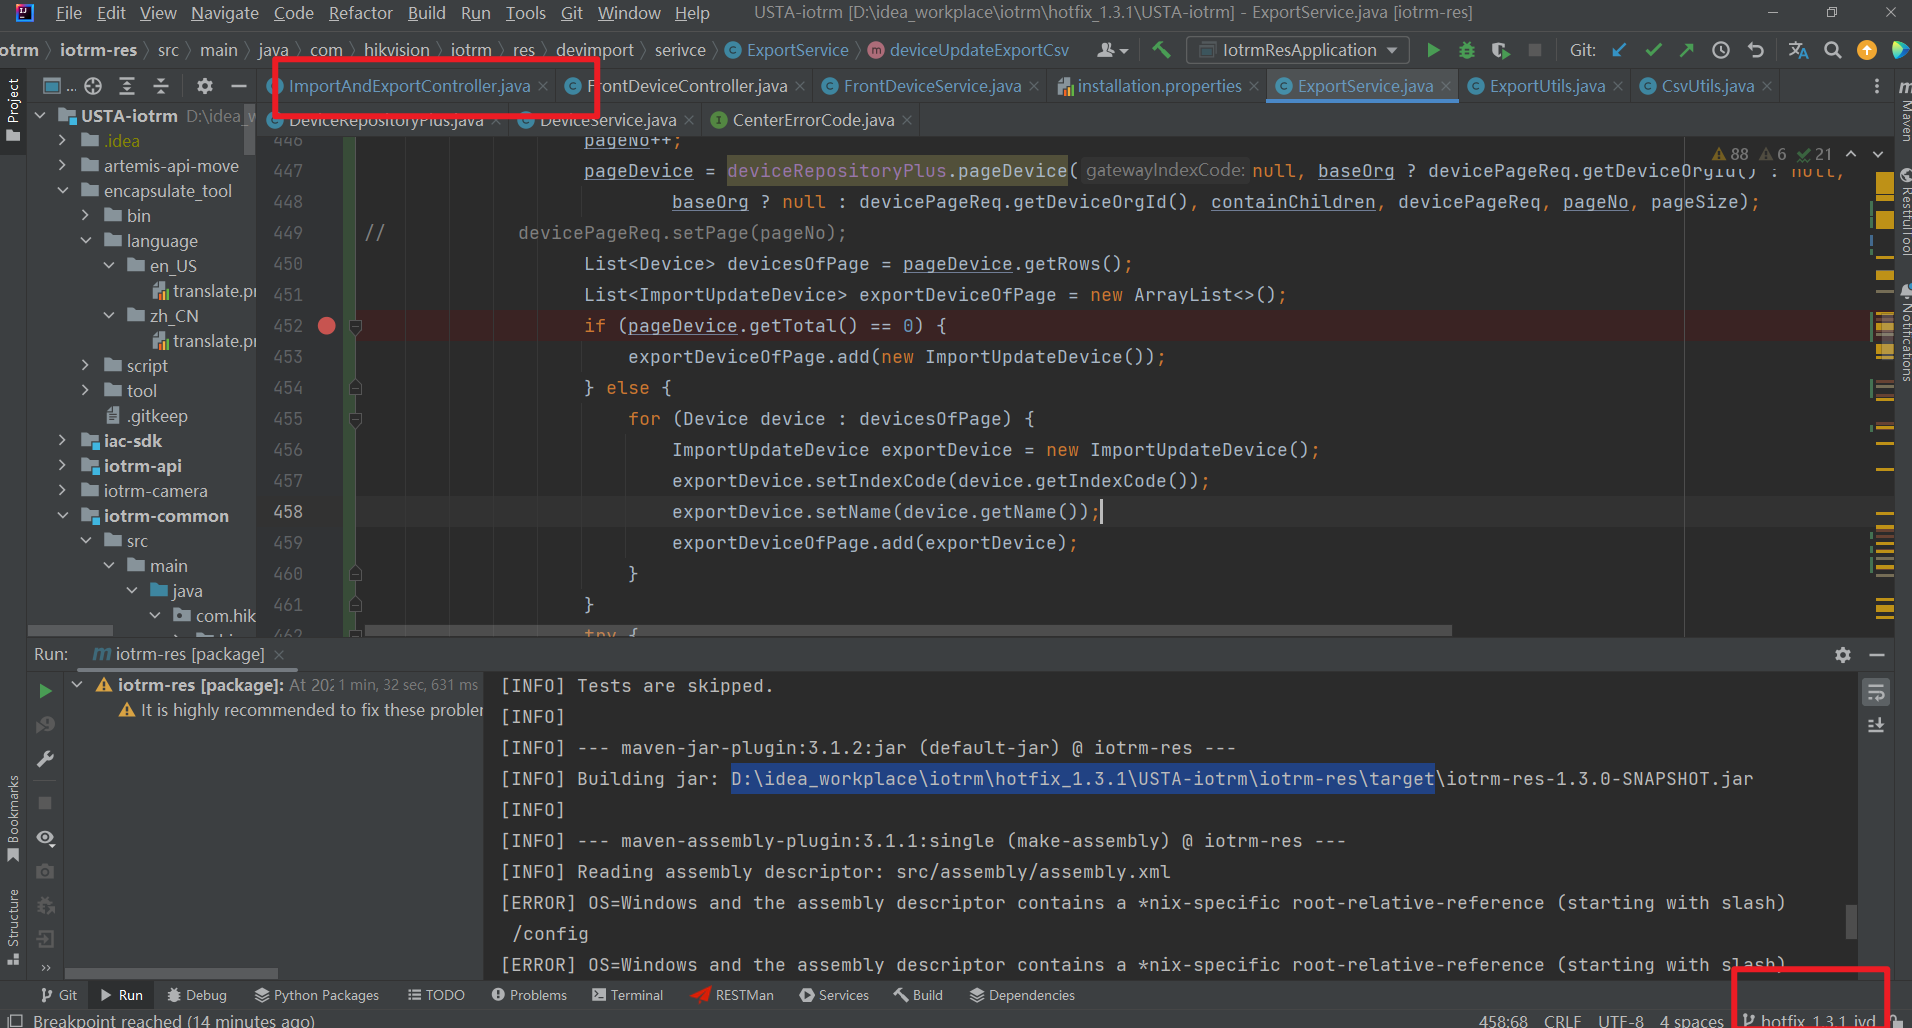 File Edit View Navigate Code Refactor Build Run Tools Git Window Help USTA-iotrm [D:\idea_workplace\iotrm\hotfix_1.3.1\USTA-iotrm] - ExportService.java [iotrm-res]
otrm iotrm-res src main java com hikvision iotrm res devimport serivce ExportService deviceUpdateExportCsv IotrmResApplication Git:
Project ... ImportAndExportController.java FrontDeviceController.java FrontDeviceService.java installation.properties ExportService.java ExportUtils.java CsvUtils.java
DeviceRepositoryPlus.java DeviceService.java CenterErrorCode.java
USTA-iotrm D:\idea_w
.idea
artemis-api-move
encapsulate_tool
bin
language
en_US
translate.pr
zh_CN
translate.pr
script
tool
.gitkeep
iac-sdk
iotrm-api
iotrm-camera
iotrm-common
src
main
java
com.hik
88 6 21
446 pageNo++;
447 pageDevice = deviceRepositoryPlus.pageDevice( gatewayIndexCode: null, baseOrg ? devicePageReq.getDeviceOrgId() : null,
448 baseOrg ? null : devicePageReq.getDeviceOrgId(), containChildren, devicePageReq, pageNo, pageSize);
449 // devicePageReq.setPage(pageNo);
450 List<Device> devicesOfPage = pageDevice.getRows();
451 List<ImportUpdateDevice> exportDeviceOfPage = new ArrayList<>();
452 if (pageDevice.getTotal() == 0) {
453 exportDeviceOfPage.add(new ImportUpdateDevice());
454 } else {
455 for (Device device : devicesOfPage) {
456 ImportUpdateDevice exportDevice = new ImportUpdateDevice();
457 exportDevice.setIndexCode(device.getIndexCode());
458 exportDevice.setName(device.getName());
459 exportDeviceOfPage.add(exportDevice);
460 }
461 }
462 try {
Maven
RestfulTool
Notifications
Run: iotrm-res [package]
iotrm-res [package]: At 202 1 min, 32 sec, 631 ms
It is highly recommended to fix these problem
[INFO] Tests are skipped.
[INFO]
[INFO] --- maven-jar-plugin:3.1.2:jar (default-jar) @ iotrm-res ---
[INFO] Building jar: D:\idea_workplace\iotrm\hotfix_1.3.1\USTA-iotrm\iotrm-res\target\iotrm-res-1.3.0-SNAPSHOT.jar
[INFO]
[INFO] --- maven-assembly-plugin:3.1.1:single (make-assembly) @ iotrm-res ---
[INFO] Reading assembly descriptor: src/assembly/assembly.xml
[ERROR] OS=Windows and the assembly descriptor contains a *nix-specific root-relative-reference (starting with slash)
/config
[ERROR] OS=Windows and the assembly descriptor contains a *nix-specific root-relative-reference (starting with slash)
Bookmarks
Structure
Git Run Debug Python Packages TODO Problems Terminal RESTMan Services Build Dependencies
Breakpoint reached (14 minutes ago) 458:68 CRLF UTF-8 4 spaces hotfix_1.3.1_jyd